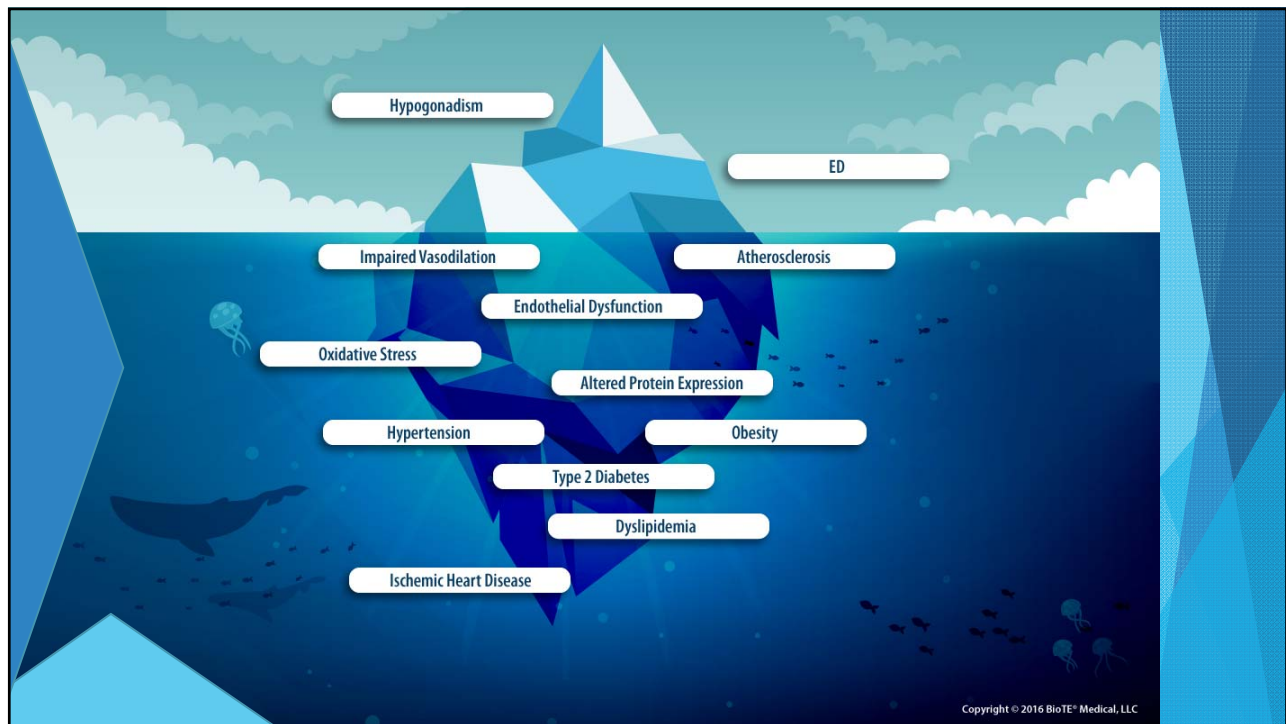 Hypogonadism
ED
Impaired Vasodilation
Atherosclerosis
Endothelial Dysfunction
Oxidative Stress
Altered Protein Expression
Hypertension
Obesity
Type 2 Diabetes
Dyslipidemia
Ischemic Heart Disease
Copyright © 2016 BioTE® Medical, LLC